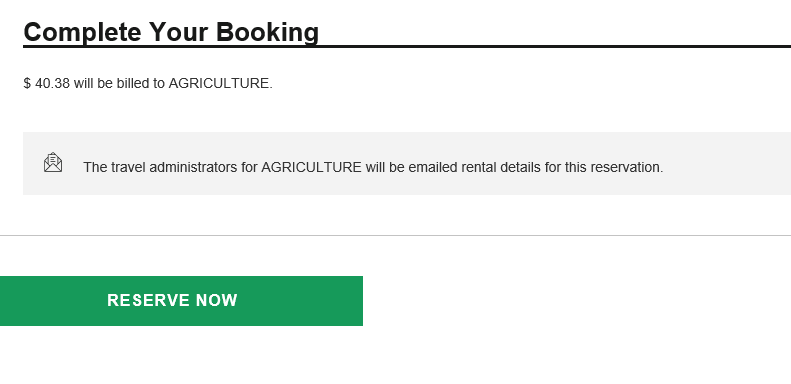 Complete Your Booking
$ 40.38 will be billed to AGRICULTURE.
The travel administrators for AGRICULTURE will be emailed rental details for this reservation.
RESERVE NOW